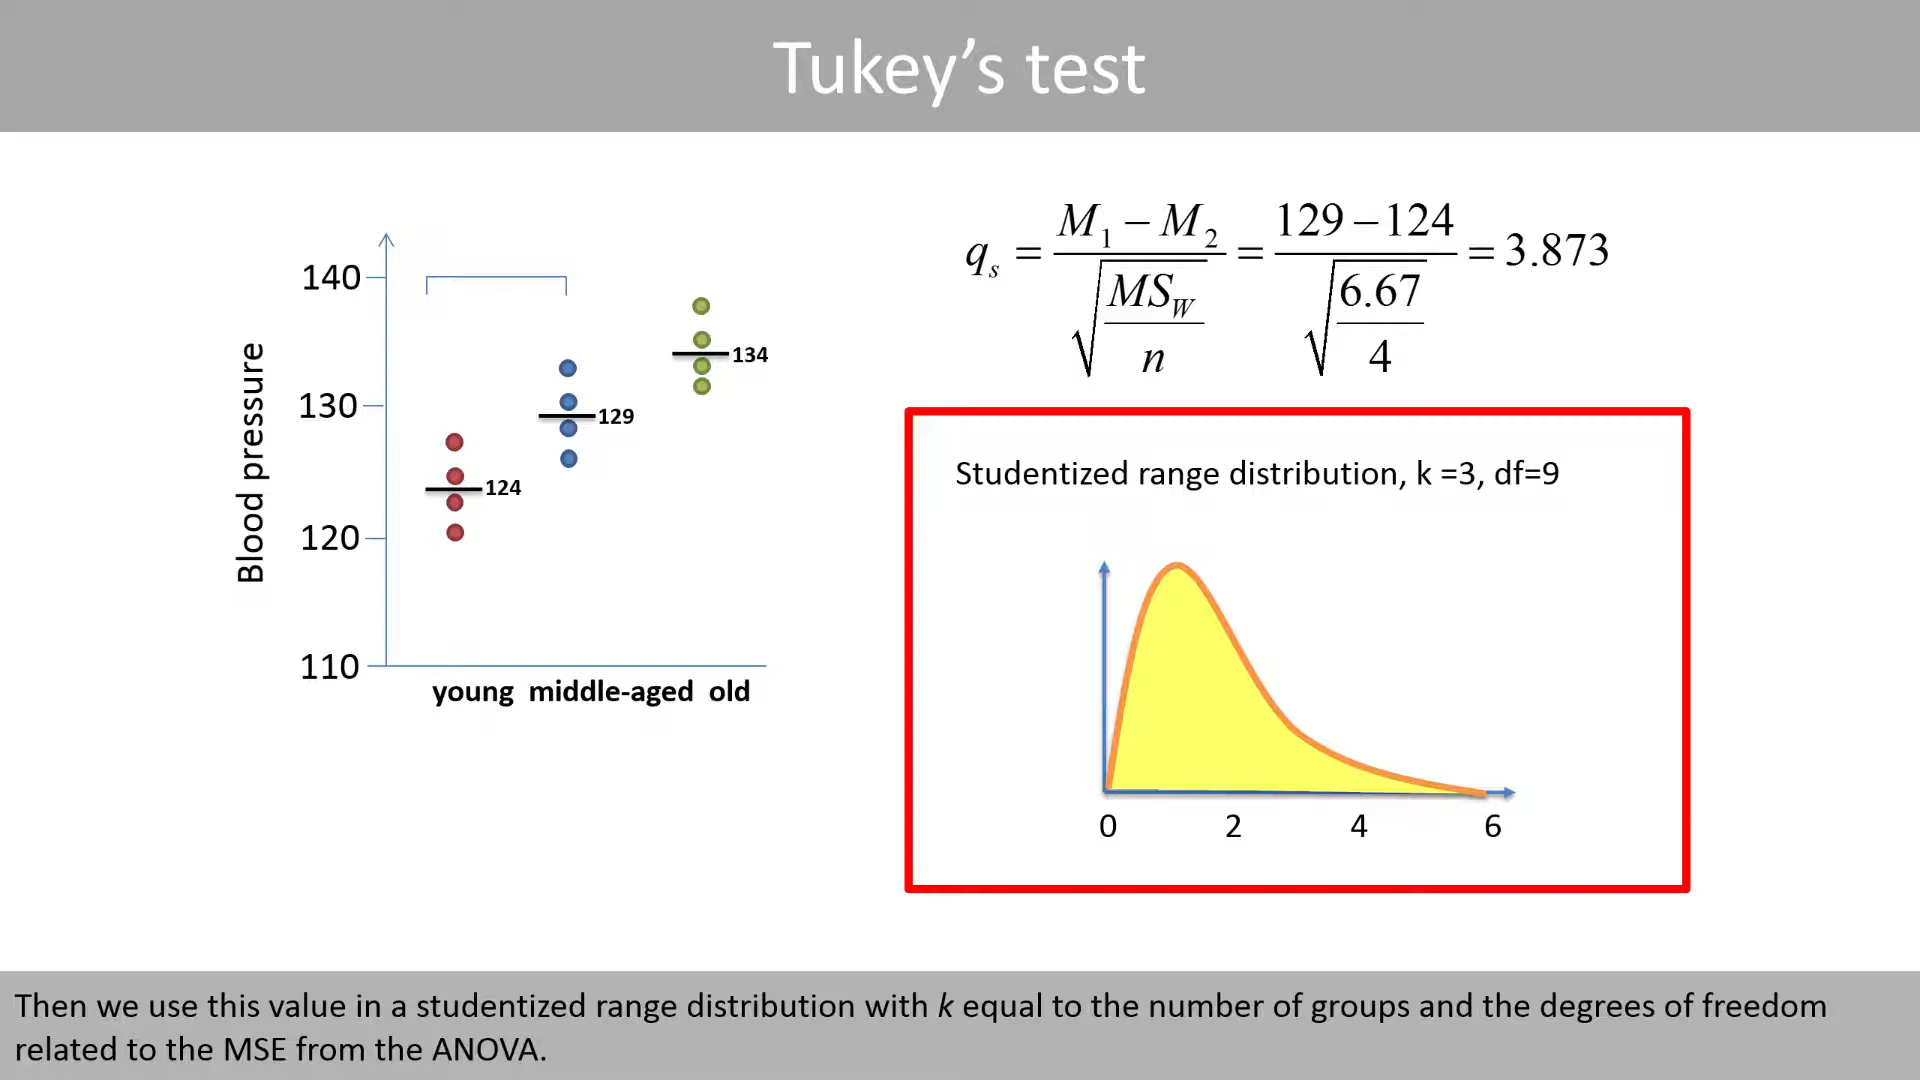 Tukey's test
140
130
120
110
Blood pressure
124
129
134
young middle-aged old
q_s = (M_1 − M_2) / √(MS_W / n) = (129 − 124) / √(6.67 / 4) = 3.873
Studentized range distribution, k =3, df=9
0 2 4 6
Then we use this value in a studentized range distribution with k equal to the number of groups and the degrees of freedom
related to the MSE from the ANOVA.